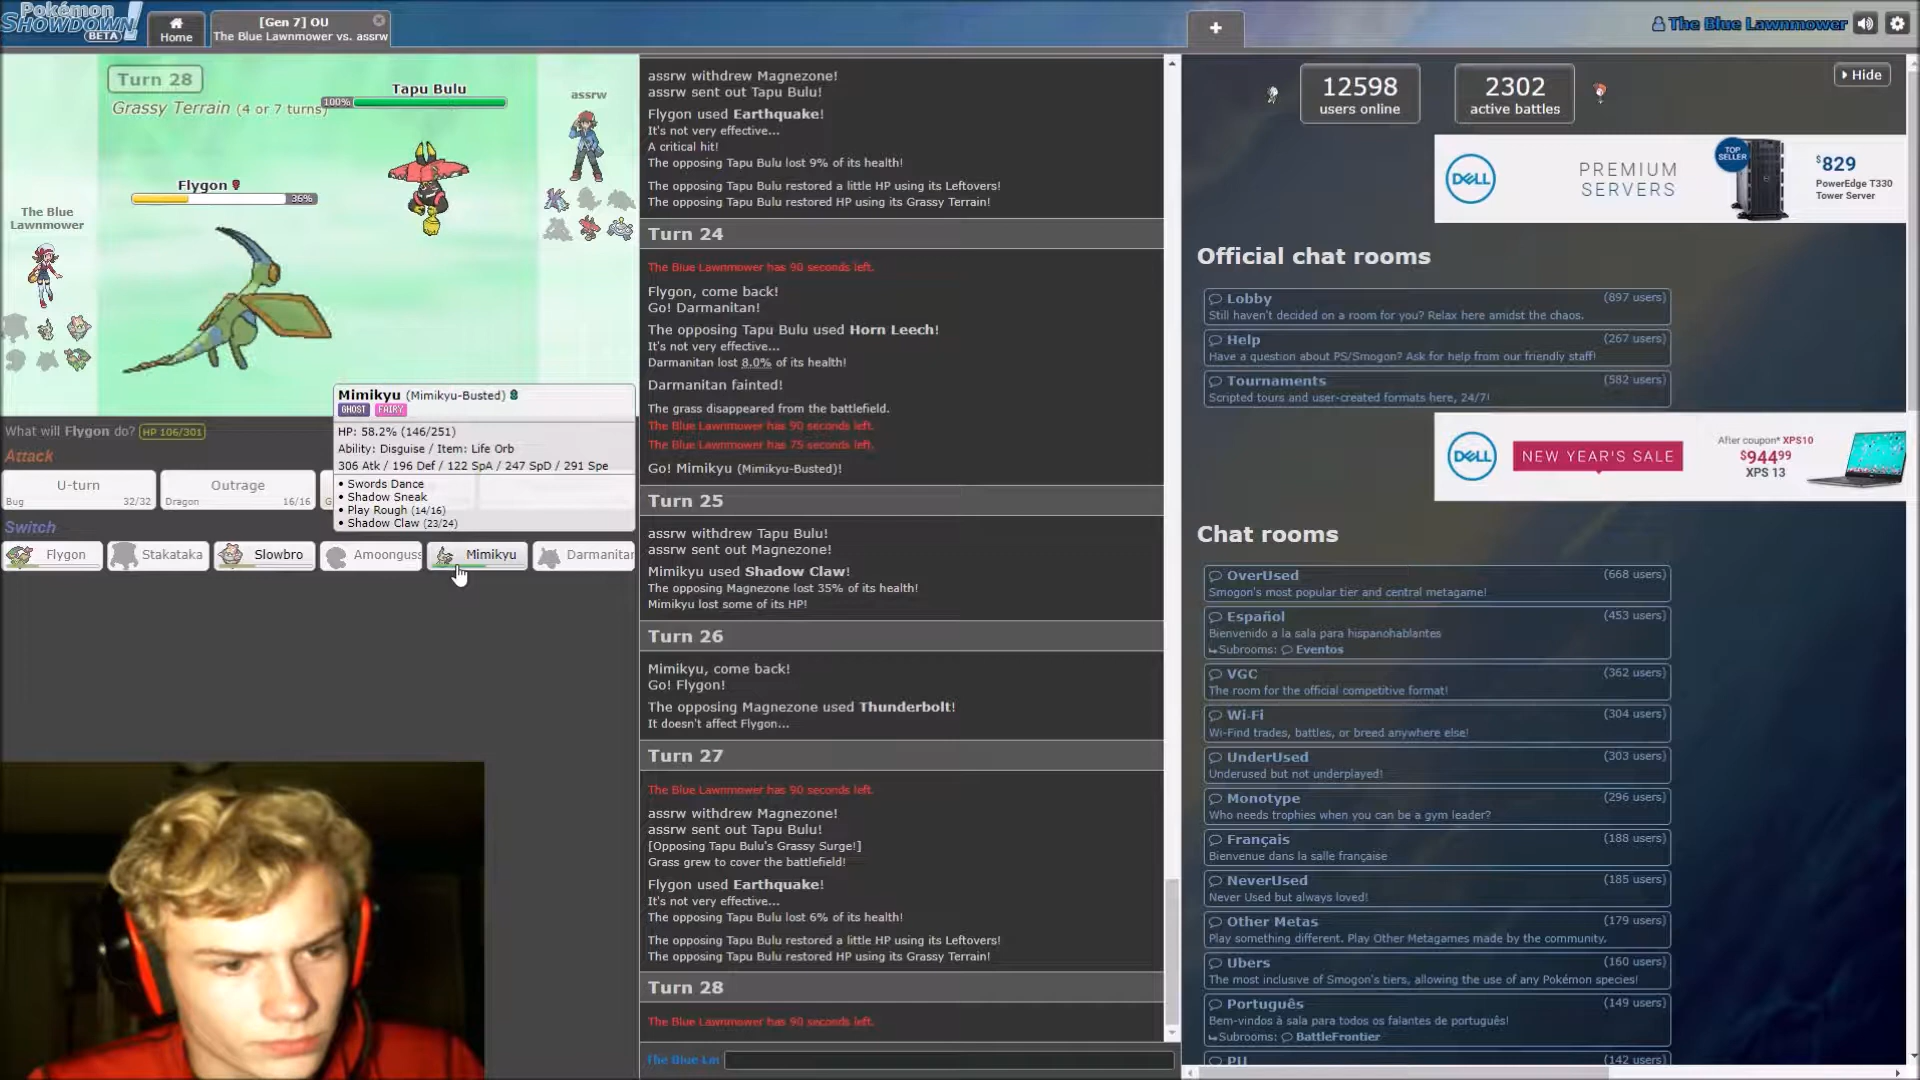 Pokémon
SHOWDOWN!
BETA
Home
[Gen 7] OU
The Blue Lawnmower vs. assrw
The Blue Lawnmower
Turn 28
Grassy Terrain (4 or 7 turns)
Tapu Bulu
100%
assrw
Flygon
36%
The Blue
Lawnmower
What will Flygon do? HP 106/301
Attack
U-turn
Bug 32/32
Outrage
Dragon 16/16
Switch
Flygon
Stakataka
Slowbro
Amoonguss
Mimikyu
Darmanitan
Mimikyu (Mimikyu-Busted)
GHOST FAIRY
HP: 58.2% (146/251)
Ability: Disguise / Item: Life Orb
306 Atk / 196 Def / 122 SpA / 247 SpD / 291 Spe
• Swords Dance
• Shadow Sneak
• Play Rough (14/16)
• Shadow Claw (23/24)
assrw withdrew Magnezone!
assrw sent out Tapu Bulu!
Flygon used Earthquake!
It's not very effective...
A critical hit!
The opposing Tapu Bulu lost 9% of its health!
The opposing Tapu Bulu restored a little HP using its Leftovers!
The opposing Tapu Bulu restored HP using its Grassy Terrain!
Turn 24
The Blue Lawnmower has 90 seconds left.
Flygon, come back!
Go! Darmanitan!
The opposing Tapu Bulu used Horn Leech!
It's not very effective...
Darmanitan lost 8.0% of its health!
Darmanitan fainted!
The grass disappeared from the battlefield.
The Blue Lawnmower has 90 seconds left.
The Blue Lawnmower has 75 seconds left.
Go! Mimikyu (Mimikyu-Busted)!
Turn 25
assrw withdrew Tapu Bulu!
assrw sent out Magnezone!
Mimikyu used Shadow Claw!
The opposing Magnezone lost 35% of its health!
Mimikyu lost some of its HP!
Turn 26
Mimikyu, come back!
Go! Flygon!
The opposing Magnezone used Thunderbolt!
It doesn't affect Flygon...
Turn 27
The Blue Lawnmower has 90 seconds left.
assrw withdrew Magnezone!
assrw sent out Tapu Bulu!
[Opposing Tapu Bulu's Grassy Surge!]
Grass grew to cover the battlefield!
Flygon used Earthquake!
It's not very effective...
The opposing Tapu Bulu lost 6% of its health!
The opposing Tapu Bulu restored a little HP using its Leftovers!
The opposing Tapu Bulu restored HP using its Grassy Terrain!
Turn 28
The Blue Lawnmower has 90 seconds left.
The Blue
12598
users online
2302
active battles
Hide
DELL
PREMIUM
SERVERS
TOP
SELLER
$829
PowerEdge T330
Tower Server
Official chat rooms
Lobby (897 users)
Still haven't decided on a room for you? Relax here amidst the chaos.
Help (267 users)
Have a question about PS/Smogon? Ask for help from our friendly staff!
Tournaments (582 users)
Scripted tours and user-created formats here, 24/7!
DELL
NEW YEAR'S SALE
After coupon* XPS10
$944.99
XPS 13
Chat rooms
OverUsed (668 users)
Smogon's most popular tier and central metagame!
Español (453 users)
Bienvenido a la sala para hispanohablantes
Subrooms: Eventos
VGC (362 users)
The room for the official competitive format!
Wi-Fi (304 users)
Wi-Find trades, battles, or breed anywhere else!
UnderUsed (303 users)
Underused but not underplayed!
Monotype (296 users)
Who needs trophies when you can be a gym leader?
Français (188 users)
Bienvenue dans la salle française
NeverUsed (185 users)
Never Used but always loved!
Other Metas (179 users)
Play something different. Play Other Metagames made by the community.
Ubers (160 users)
The most inclusive of Smogon's tiers, allowing the use of any Pokémon species!
Português (149 users)
Bem-vindos à sala para todos os falantes de português!
Subrooms: BattleFrontier
PU (142 users)